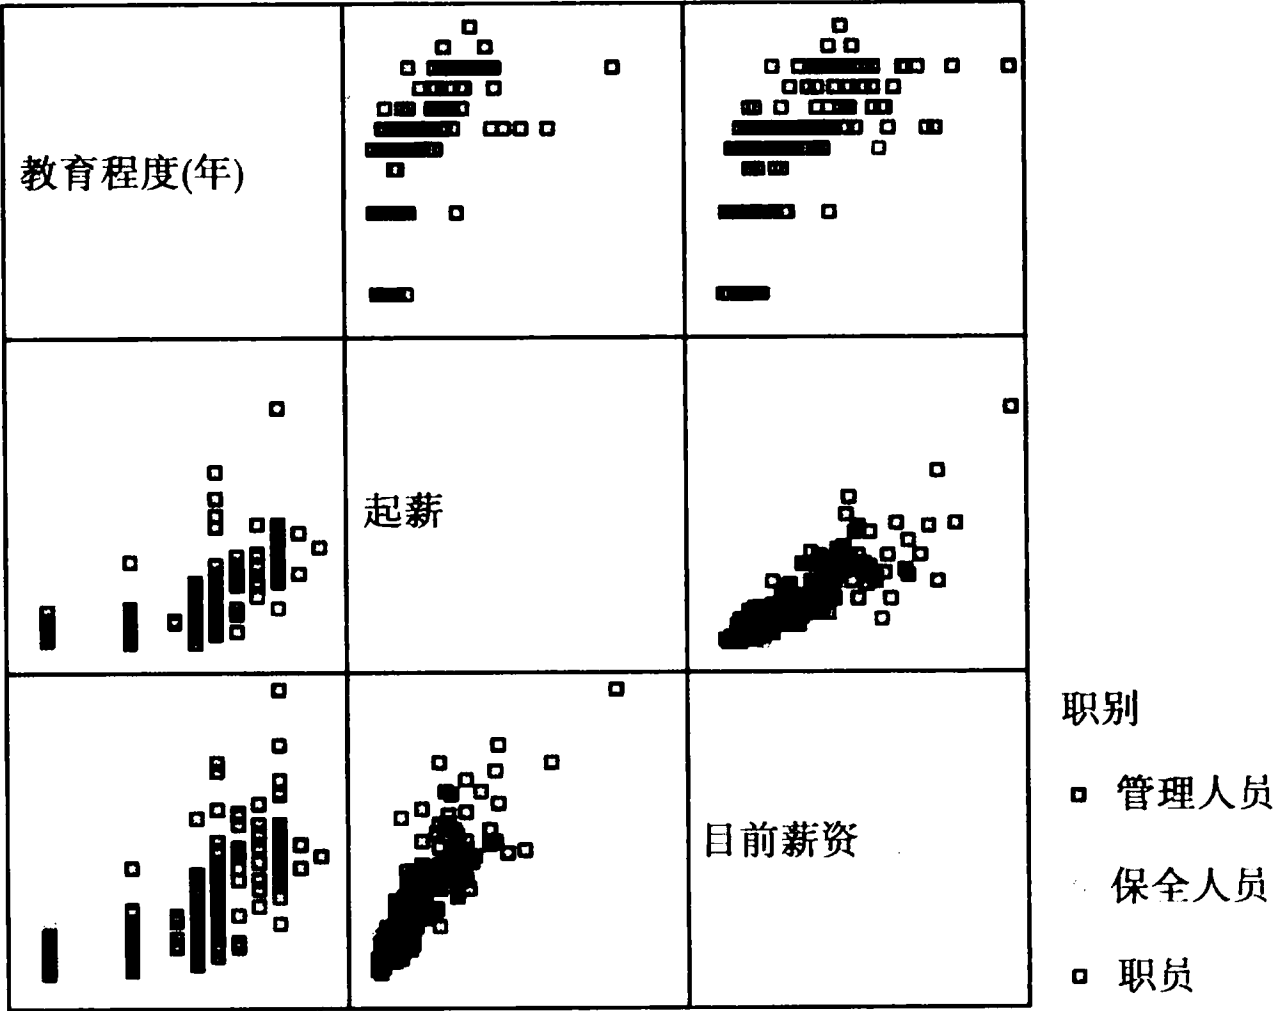 教育程度(年)
起薪
目前薪资
职别
管理人员
保全人员
职员